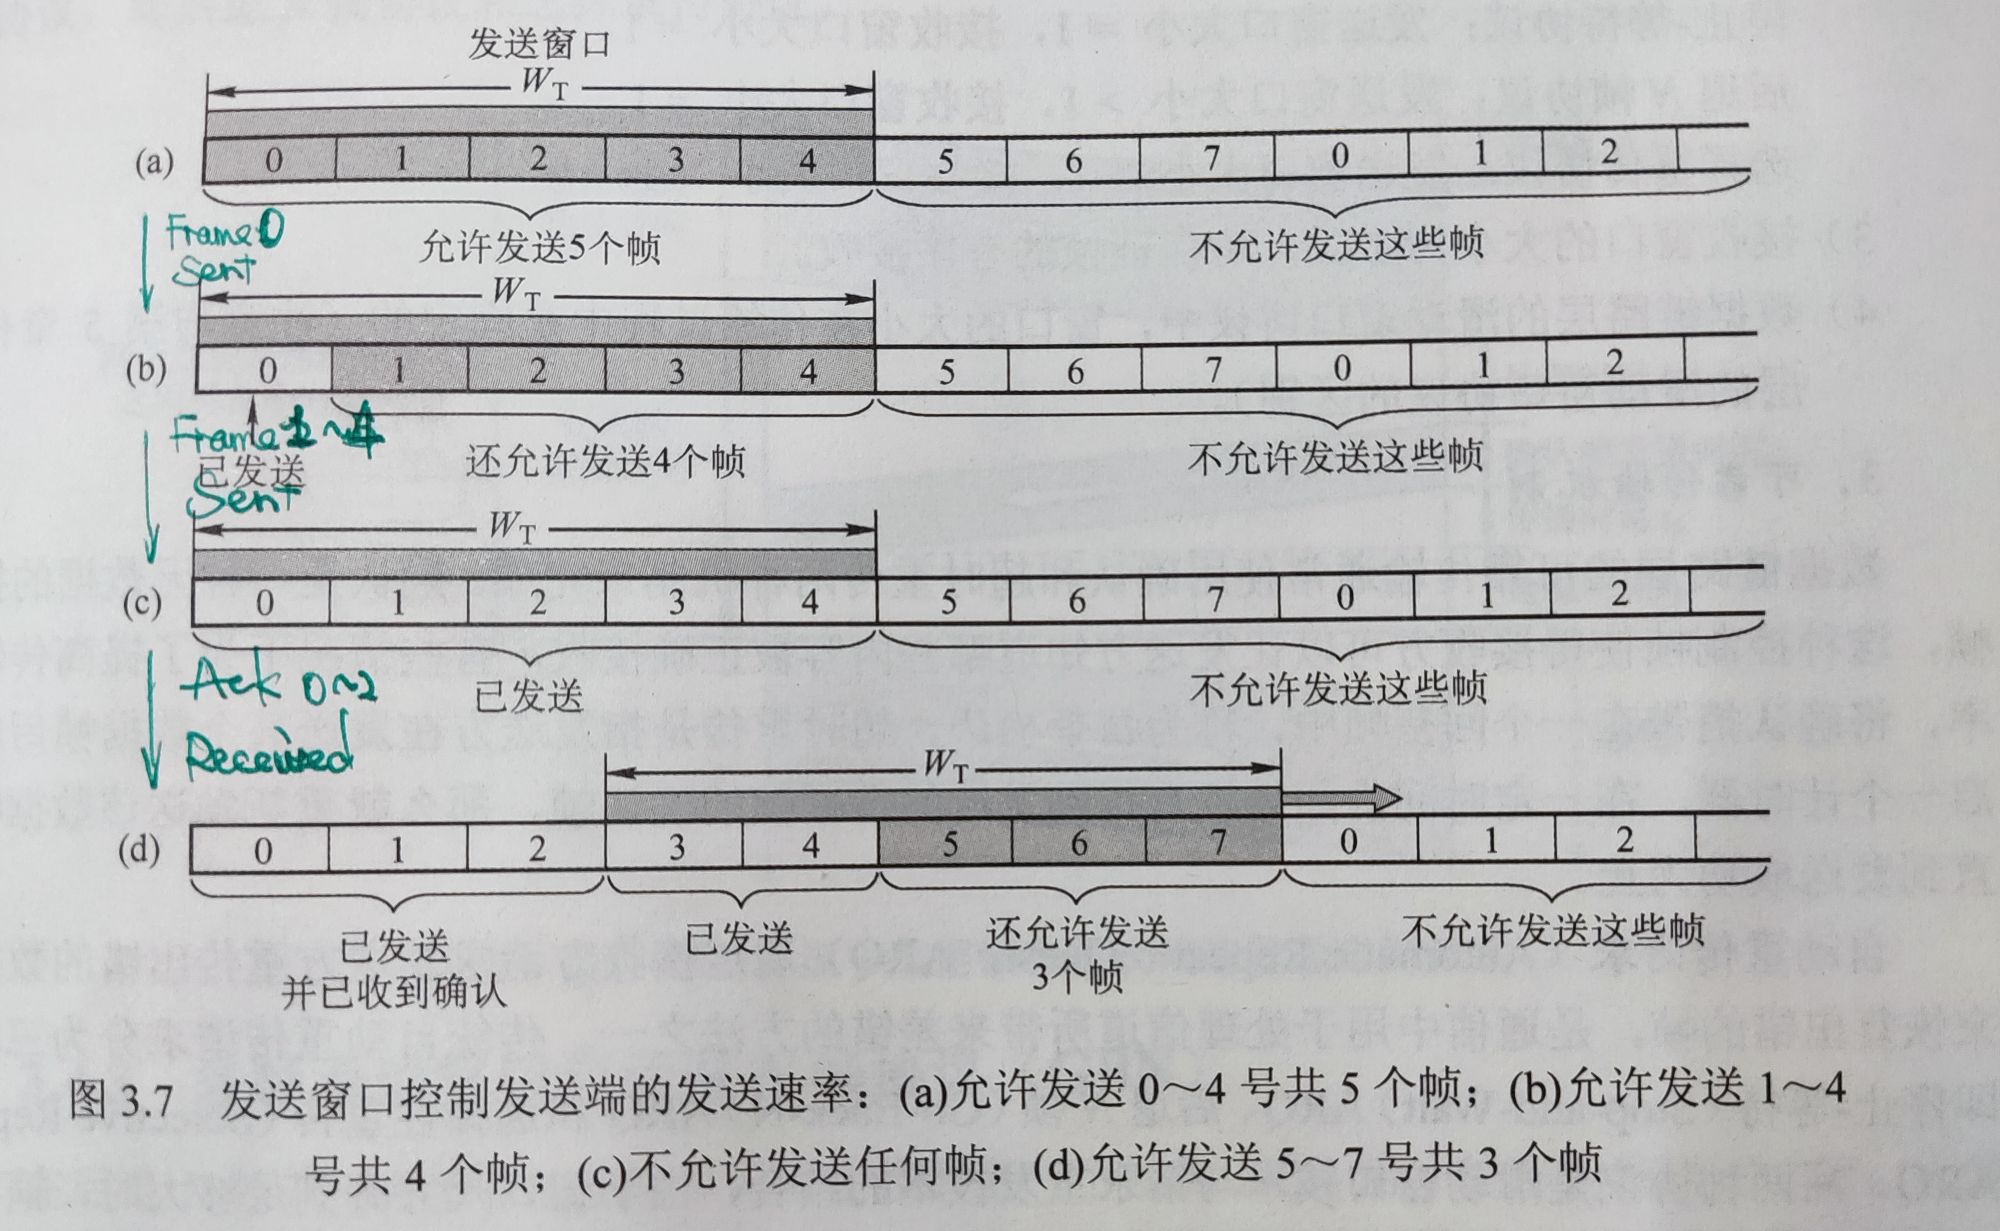 发送窗口
W_T
(a) 0 1 2 3 4 5 6 7 0 1 2
Frame 0
Sent
允许发送5个帧 不允许发送这些帧
W_T
(b) 0 1 2 3 4 5 6 7 0 1 2
Frame 1~4
已发送
Sent
还允许发送4个帧 不允许发送这些帧
W_T
(c) 0 1 2 3 4 5 6 7 0 1 2
Ack 0~2
Received
已发送 不允许发送这些帧
W_T
(d) 0 1 2 3 4 5 6 7 0 1 2
已发送 已发送 还允许发送 不允许发送这些帧
并已收到确认 3个帧
图 3.7 发送窗口控制发送端的发送速率：(a)允许发送 0～4 号共 5 个帧；(b)允许发送 1～4
号共 4 个帧；(c)不允许发送任何帧；(d)允许发送 5～7 号共 3 个帧